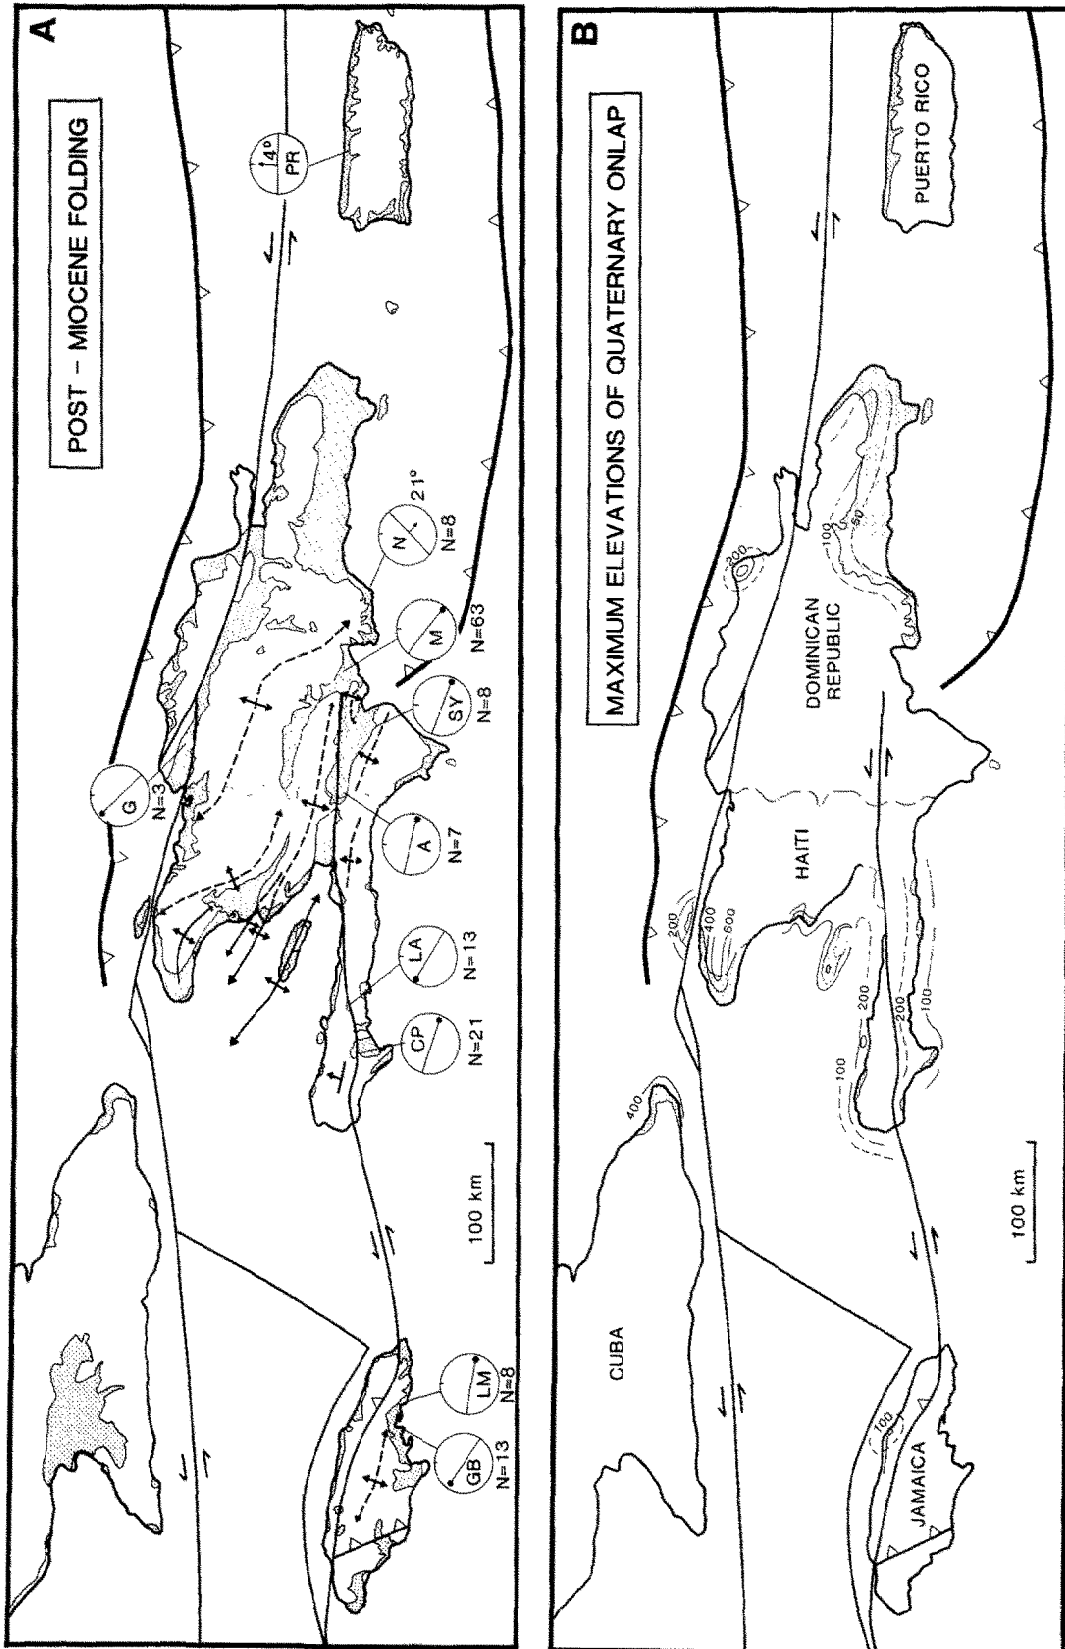 A
POST – MIOCENE FOLDING
4°
PR
21°
N
N=8
M
N=63
SY
N=8
G
N=3
A
N=7
LA
N=13
CP
N=21
100 km
LM
N=8
GB
N=13
B
MAXIMUM ELEVATIONS OF QUATERNARY ONLAP
PUERTO RICO
DOMINICAN
REPUBLIC
HAITI
CUBA
JAMAICA
200
100
50
200
400
600
400
200
200
100
100
100
100 km